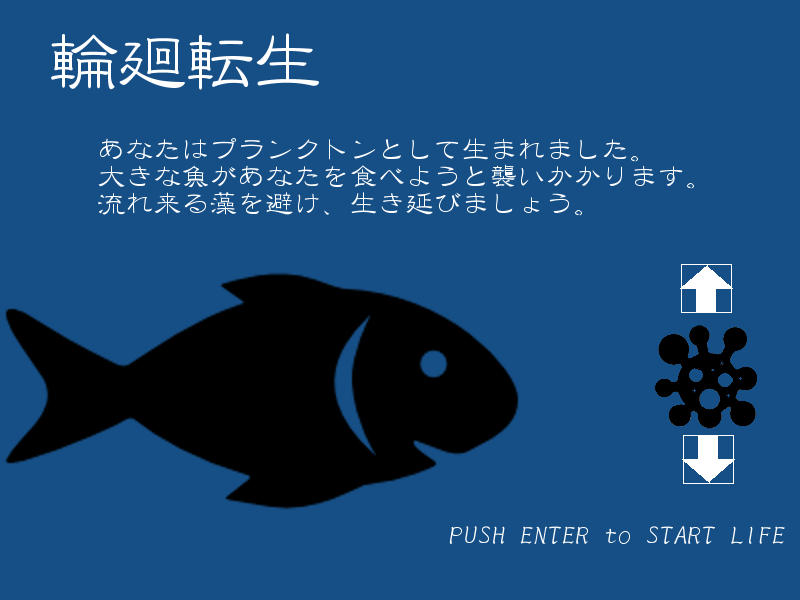 輪廻転生
あなたはプランクトンとして生まれました。
大きな魚があなたを食べようと襲いかかります。
流れ来る藻を避け、生き延びましょう。
PUSH ENTER to START LIFE